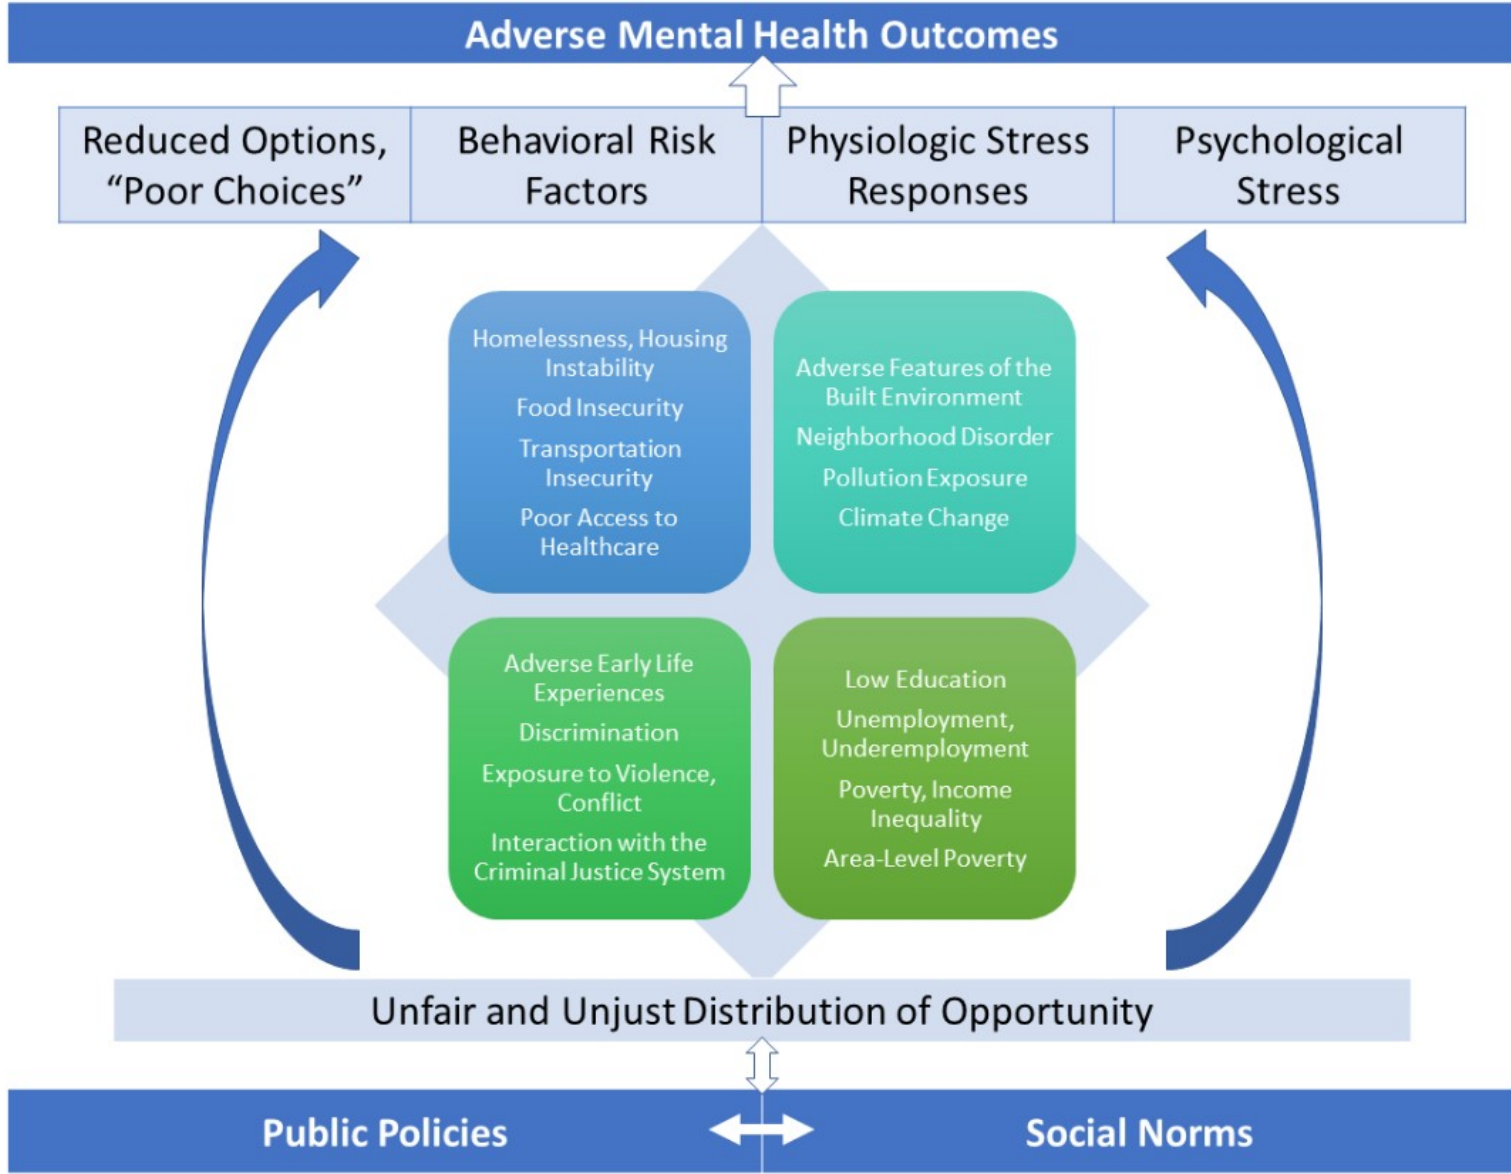 Adverse Mental Health Outcomes
Reduced Options,
“Poor Choices”
Behavioral Risk
Factors
Physiologic Stress
Responses
Psychological
Stress
Homelessness, Housing
Instability
Food Insecurity
Transportation
Insecurity
Poor Access to
Healthcare
Adverse Features of the
Built Environment
Neighborhood Disorder
Pollution Exposure
Climate Change
Adverse Early Life
Experiences
Discrimination
Exposure to Violence,
Conflict
Interaction with the
Criminal Justice System
Low Education
Unemployment,
Underemployment
Poverty, Income
Inequality
Area-Level Poverty
Unfair and Unjust Distribution of Opportunity
Public Policies
Social Norms